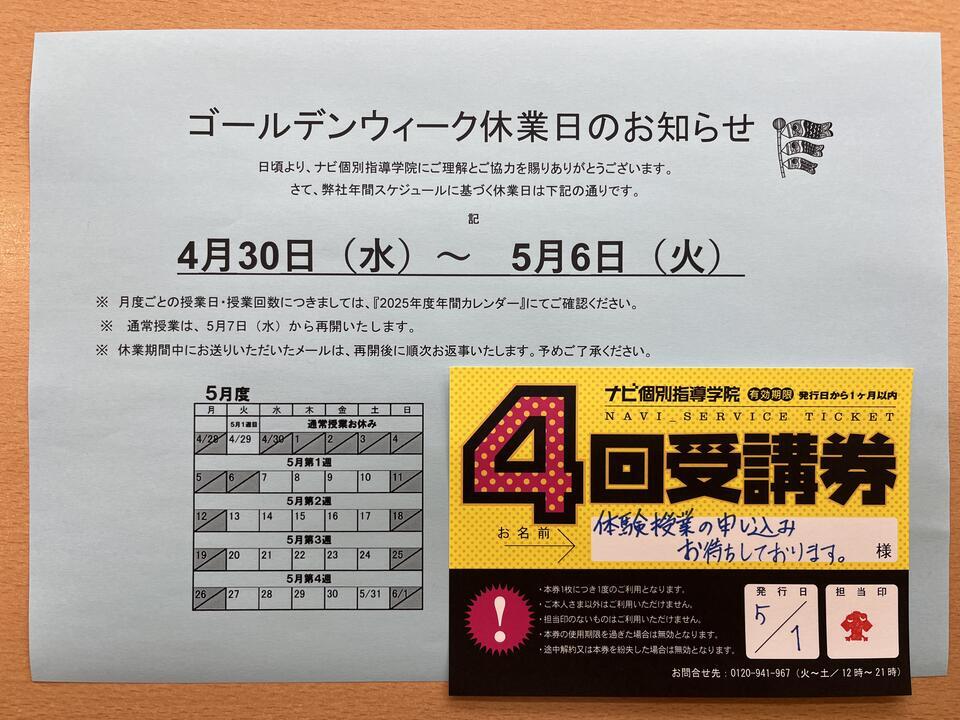 ゴールデンウィーク休業日のお知らせ
日頃より、ナビ個別指導学院にご理解とご協力を賜りありがとうございます。
さて、弊社年間スケジュールに基づく休業日は下記の通りです。
記
4月30日（水）～ 5月6日（火）
※ 月度ごとの授業日・授業回数につきましては、『2025年度年間カレンダー』にてご確認ください。
※ 通常授業は、5月7日（水）から再開いたします。
※ 休業期間中にお送りいただいたメールは、再開後に順次お返事いたします。予めご了承ください。
5月度
月 火 水 木 金 土 日
5月1週目 通常授業お休み
4/28 4/29 4/30 1 2 3 4
5月第1週
5 6 7 8 9 10 11
5月第2週
12 13 14 15 16 17 18
5月第3週
19 20 21 22 23 24 25
5月第4週
26 27 28 29 30 5/31 6/1
ナビ個別指導学院 有効期限 発行日から1ヶ月以内
NAVI SERVICE TICKET
4回受講券
お名前 体験授業の申し込み
お待ちしております。 様
!
・本券1枚につき1度のご利用となります。
・ご本人さま以外はご利用いただけません。
・担当印のないものはご利用いただけません。
・本券の使用期限を過ぎた場合は無効となります。
・途中解約又は本券を紛失した場合は無効となります。
発行日
5/1
担当印
お問合せ先：0120-941-967（火～土／12時～21時）